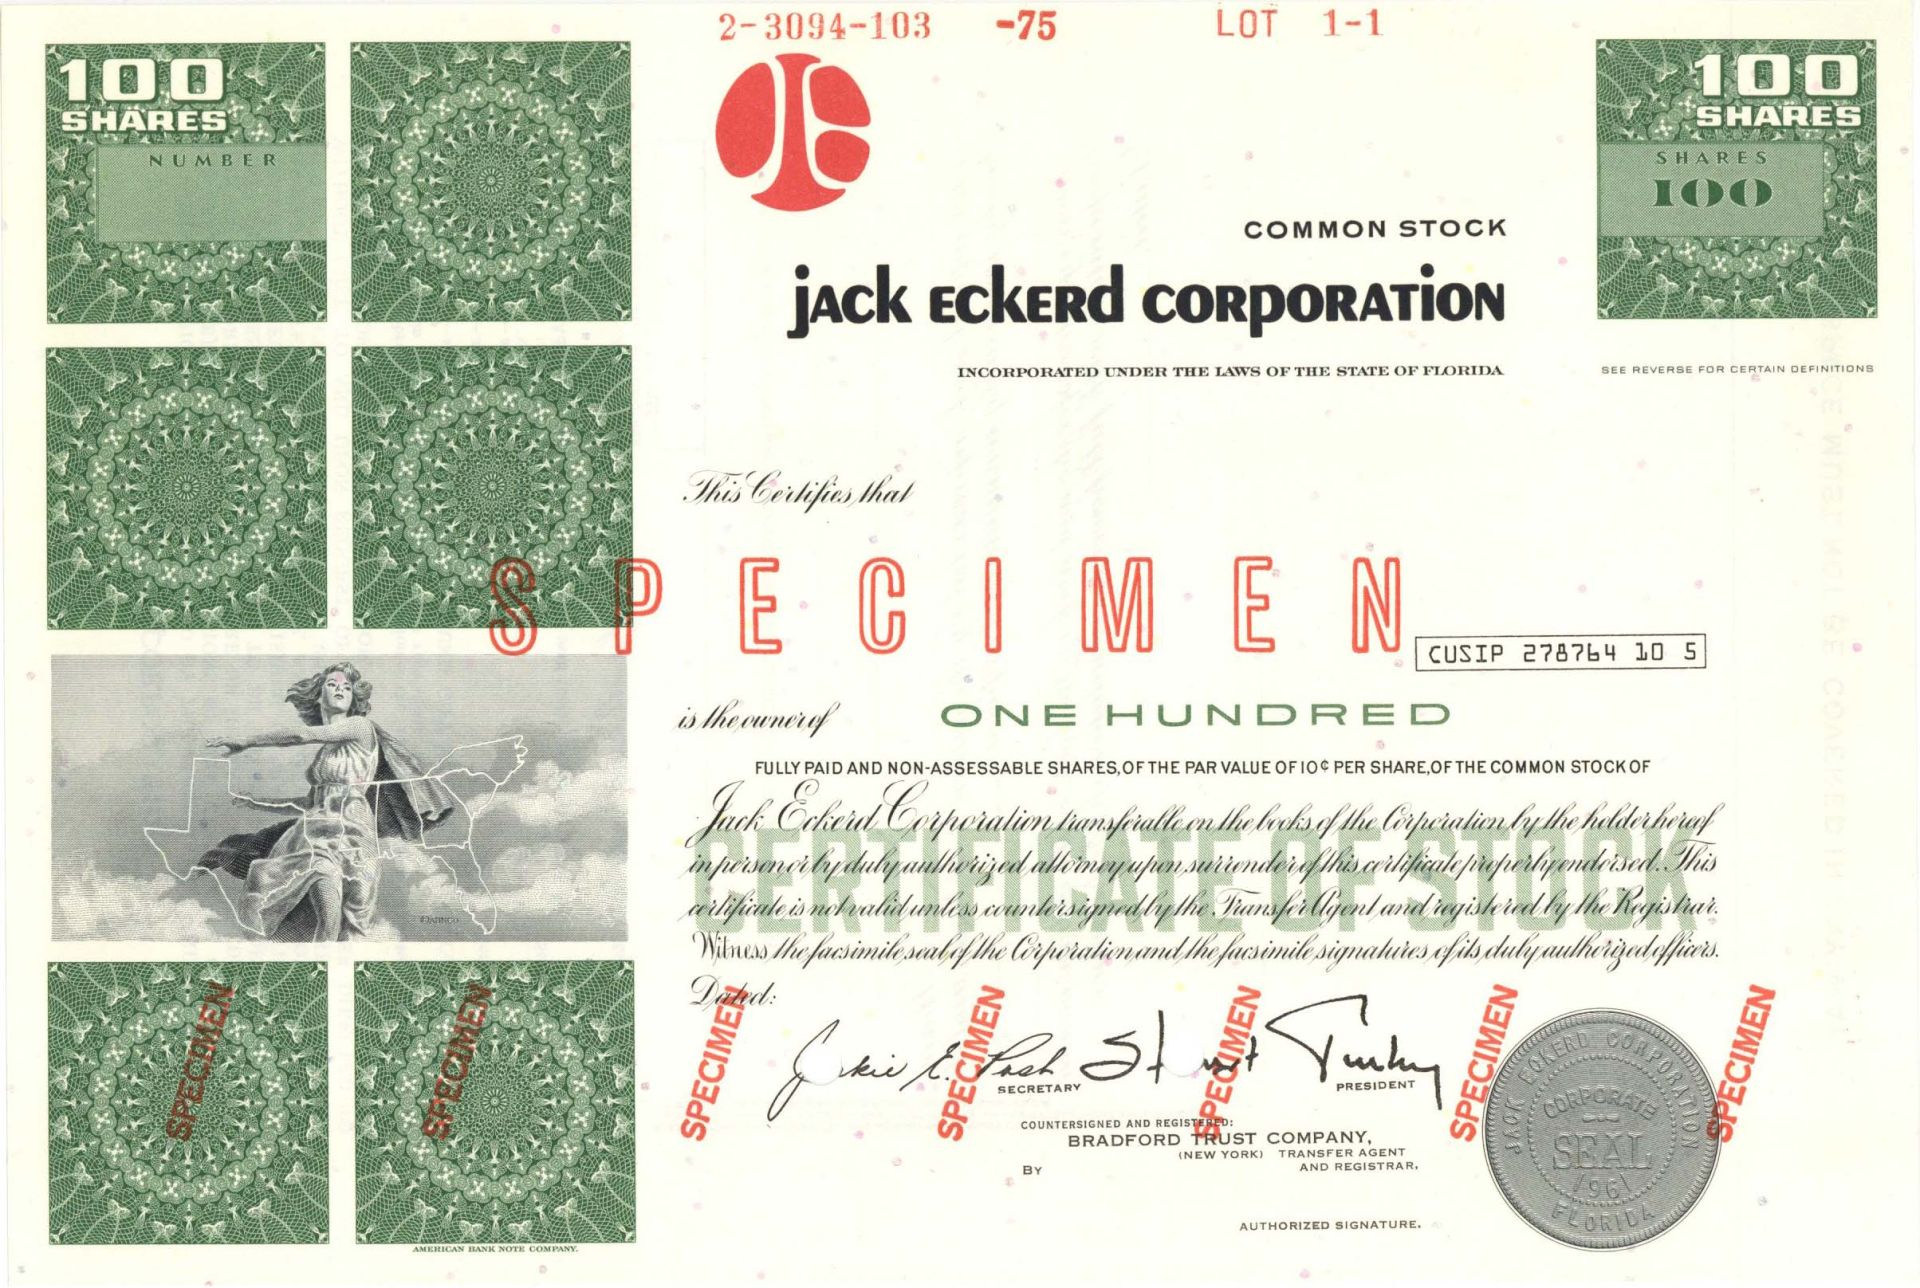 2-3094-103 -75 LOT 1-1
100
SHARES
NUMBER
100
SHARES
SHARES
100
COMMON STOCK
jACK ECKERd CORPORATiON
INCORPORATED UNDER THE LAWS OF THE STATE OF FLORIDA
SEE REVERSE FOR CERTAIN DEFINITIONS
This Certifies that
SPECIMEN
CUSIP 278764 10 5
is the owner of ONE HUNDRED
FULLY PAID AND NON-ASSESSABLE SHARES, OF THE PAR VALUE OF 10¢ PER SHARE, OF THE COMMON STOCK OF
CERTIFICATE OF STOCK
Jack Eckerd Corporation transferable on the books of the Corporation by the holder hereof
in person or by duly authorized attorney upon surrender of this certificate properly endorsed. This
certificate is not valid unless countersigned by the Transfer Agent and registered by the Registrar.
Witness the facsimile seal of the Corporation and the facsimile signatures of its duly authorized officers.
Dated:
SPECIMEN SPECIMEN SPECIMEN SPECIMEN SPECIMEN SPECIMEN SPECIMEN
Stewart Turley
SECRETARY
PRESIDENT
COUNTERSIGNED AND REGISTERED:
BRADFORD TRUST COMPANY,
(NEW YORK) TRANSFER AGENT
AND REGISTRAR,
BY
AUTHORIZED SIGNATURE.
JACK ECKERD CORPORATION
CORPORATE
SEAL
1961
FLORIDA
AMERICAN BANK NOTE COMPANY.